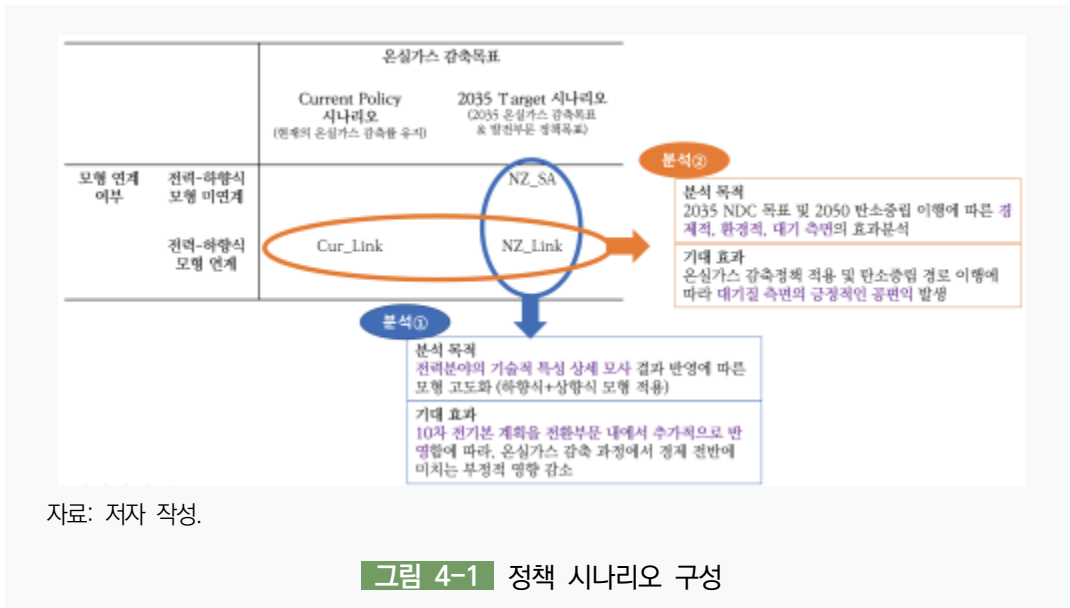 온실가스 감축목표
Current Policy
시나리오
(현재의 온실가스 감축률 유지)
2035 Target 시나리오
(2035 온실가스 감축목표
& 발전부문 정책목표)
모형 연계
여부
전력-하향식
모형 미연계
NZ_SA
전력-하향식
모형 연계
Cur_Link
NZ_Link
분석②
분석 목적
2035 NDC 목표 및 2050 탄소중립 이행에 따른 경
제적, 환경적, 대기 측면의 효과분석
기대 효과
온실가스 감축정책 적용 및 탄소중립 경로 이행에
따라 대기질 측면의 긍정적인 공편익 발생
분석①
분석 목적
전력분야의 기술적 특성 상세 모사 결과 반영에 따른
모형 고도화 (하향식+상향식 모형 적용)
기대 효과
10차 전기본 계획을 전환부문 내에서 추가적으로 반
영함에 따라, 온실가스 감축 과정에서 경제 전반에
미치는 부정적 영향 감소
자료: 저자 작성.
그림 4-1 정책 시나리오 구성